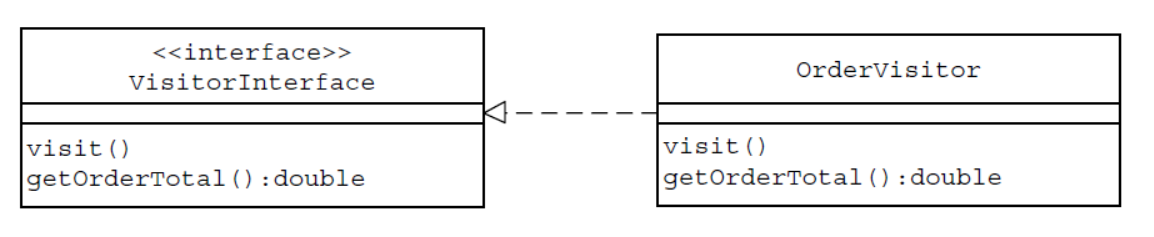 <<interface>>
VisitorInterface
visit()
getOrderTotal():double
OrderVisitor
visit()
getOrderTotal():double